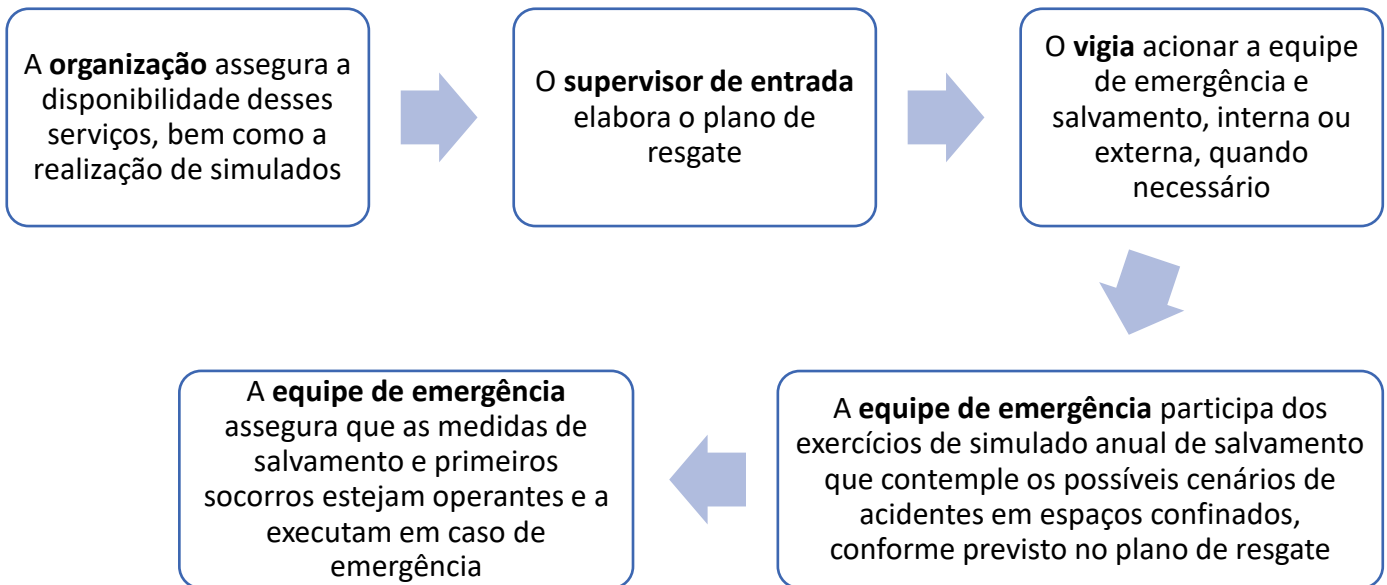 A organização assegura a
disponibilidade desses
serviços, bem como a
realização de simulados
O supervisor de entrada
elabora o plano de
resgate
O vigia acionar a equipe
de emergência e
salvamento, interna ou
externa, quando
necessário
A equipe de emergência participa dos
exercícios de simulado anual de salvamento
que contemple os possíveis cenários de
acidentes em espaços confinados,
conforme previsto no plano de resgate
A equipe de emergência
assegura que as medidas de
salvamento e primeiros
socorros estejam operantes e a
executam em caso de
emergência